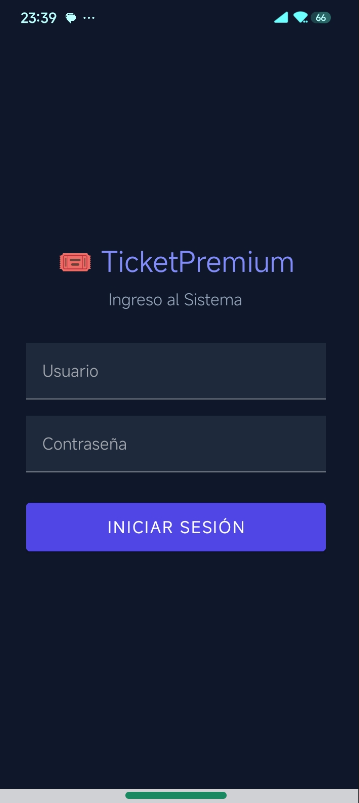 23:39
66
TicketPremium
Ingreso al Sistema
Usuario
Contraseña
INICIAR SESIÓN